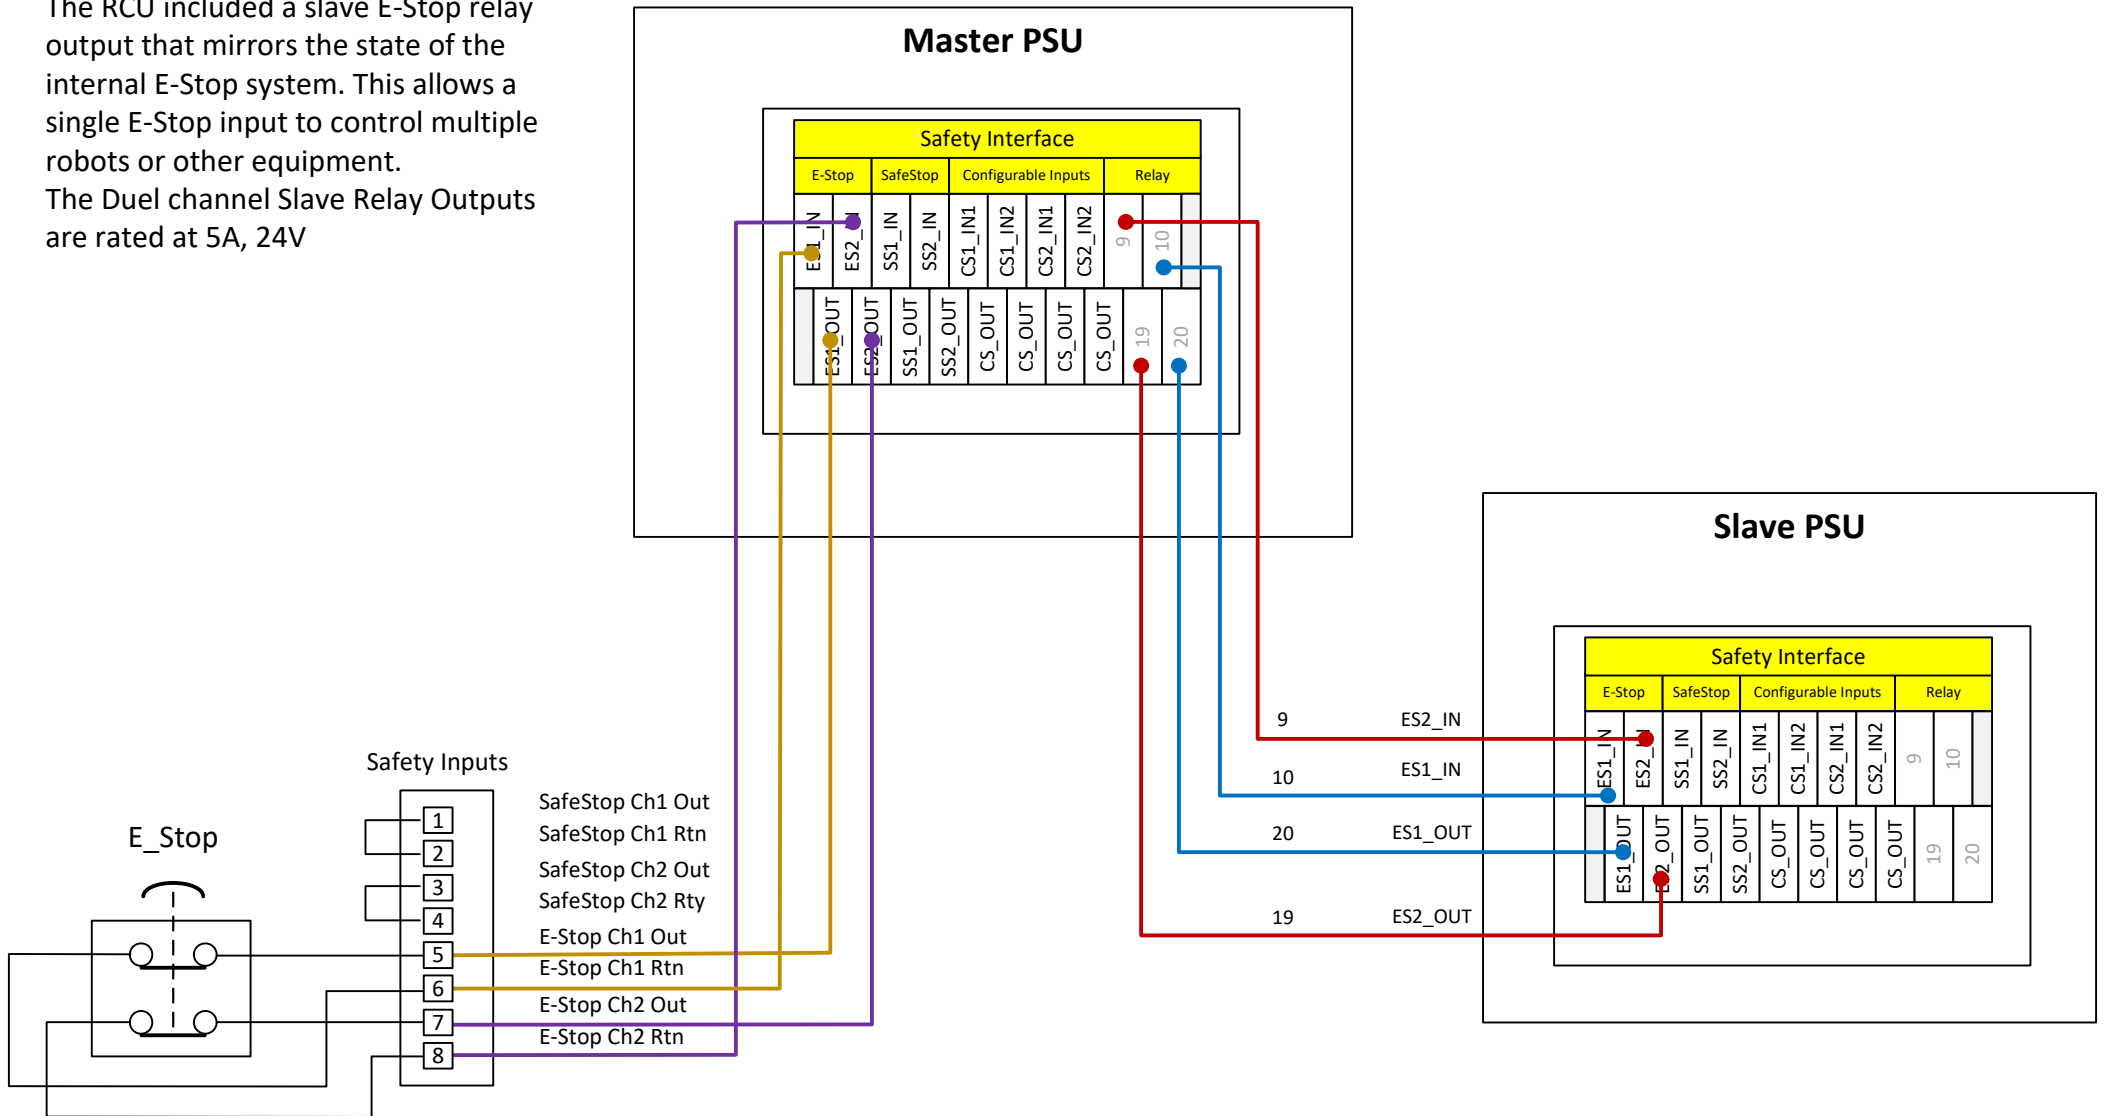 The RCU included a slave E-Stop relay
output that mirrors the state of the
internal E-Stop system. This allows a
single E-Stop input to control multiple
robots or other equipment.
The Duel channel Slave Relay Outputs
are rated at 5A, 24V
Master PSU
Safety Interface
E-Stop SafeStop Configurable Inputs Relay
ES1_IN ES2_IN SS1_IN SS2_IN CS1_IN1 CS1_IN2 CS2_IN1 CS2_IN2 9 10
ES1_OUT ES2_OUT SS1_OUT SS2_OUT CS_OUT CS_OUT CS_OUT CS_OUT 19 20
Slave PSU
Safety Interface
E-Stop SafeStop Configurable Inputs Relay
ES1_IN ES2_IN SS1_IN SS2_IN CS1_IN1 CS1_IN2 CS2_IN1 CS2_IN2 9 10
ES1_OUT ES2_OUT SS1_OUT SS2_OUT CS_OUT CS_OUT CS_OUT CS_OUT 19 20
9 ES2_IN
10 ES1_IN
20 ES1_OUT
19 ES2_OUT
Safety Inputs
E_Stop
1 SafeStop Ch1 Out
2 SafeStop Ch1 Rtn
3 SafeStop Ch2 Out
4 SafeStop Ch2 Rty
5 E-Stop Ch1 Out
6 E-Stop Ch1 Rtn
7 E-Stop Ch2 Out
8 E-Stop Ch2 Rtn